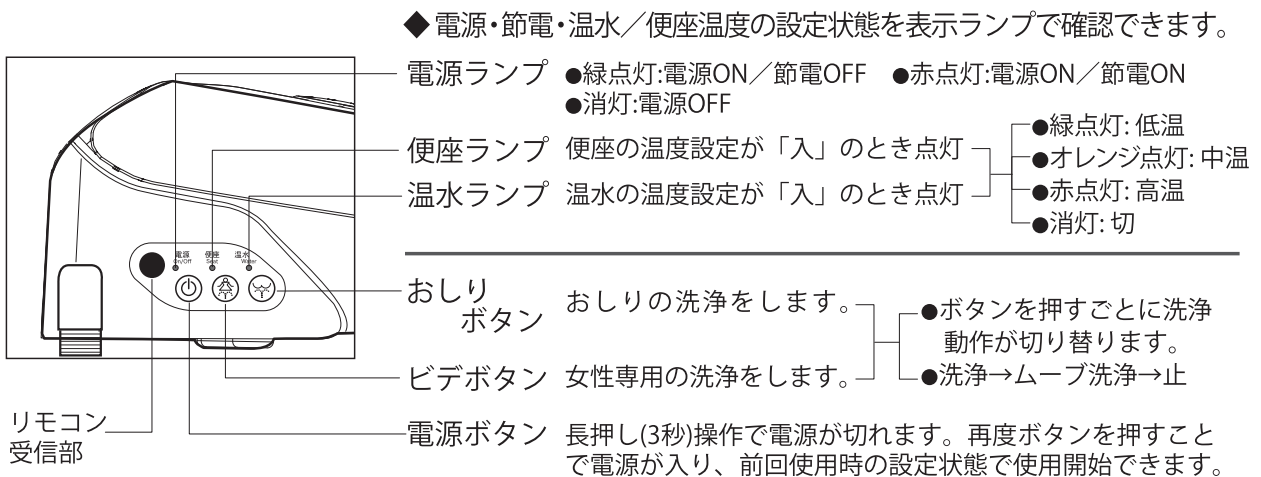 ◆ 電源・節電・温水／便座温度の設定状態を表示ランプで確認できます。
電源ランプ ●緑点灯:電源ON／節電OFF ●赤点灯:電源ON／節電ON
●消灯:電源OFF
便座ランプ 便座の温度設定が「入」のとき点灯
温水ランプ 温水の温度設定が「入」のとき点灯
●緑点灯: 低温
●オレンジ点灯: 中温
●赤点灯: 高温
●消灯: 切
電源 便座 温水
On/Off Seat Water
おしり
ボタン
おしりの洗浄をします。
ビデボタン 女性専用の洗浄をします。
●ボタンを押すごとに洗浄
動作が切り替ります。
●洗浄→ムーブ洗浄→止
リモコン
受信部
電源ボタン 長押し(3秒)操作で電源が切れます。再度ボタンを押すこと
で電源が入り、前回使用時の設定状態で使用開始できます。